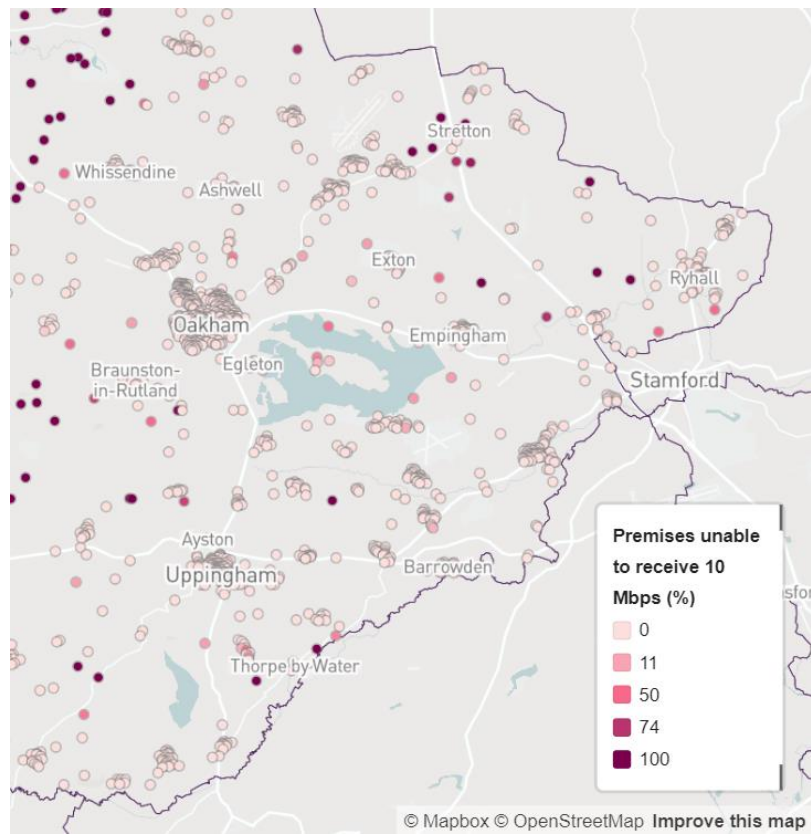 Stretton
Whissendine
Ashwell
Exton
Ryhall
Oakham
Empingham
Egleton
Braunston-
in-Rutland
Stamford
Ayston
Uppingham
Barrowden
Thorpe by Water
Premises unable
to receive 10
Mbps (%)
0
11
50
74
100
© Mapbox © OpenStreetMap Improve this map